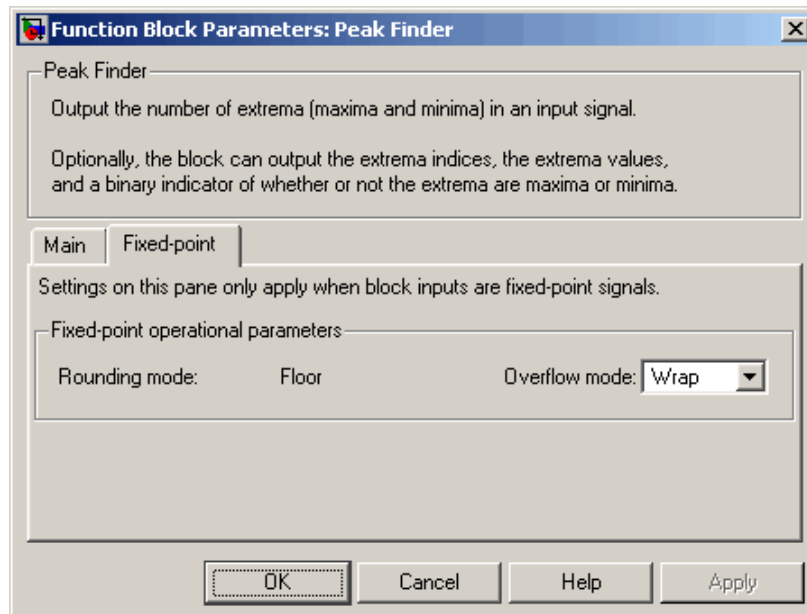 Function Block Parameters: Peak Finder
Peak Finder
Output the number of extrema (maxima and minima) in an input signal.
Optionally, the block can output the extrema indices, the extrema values,
and a binary indicator of whether or not the extrema are maxima or minima.
Main Fixed-point
Settings on this pane only apply when block inputs are fixed-point signals.
Fixed-point operational parameters
Rounding mode: Floor Overflow mode: Wrap
OK Cancel Help Apply